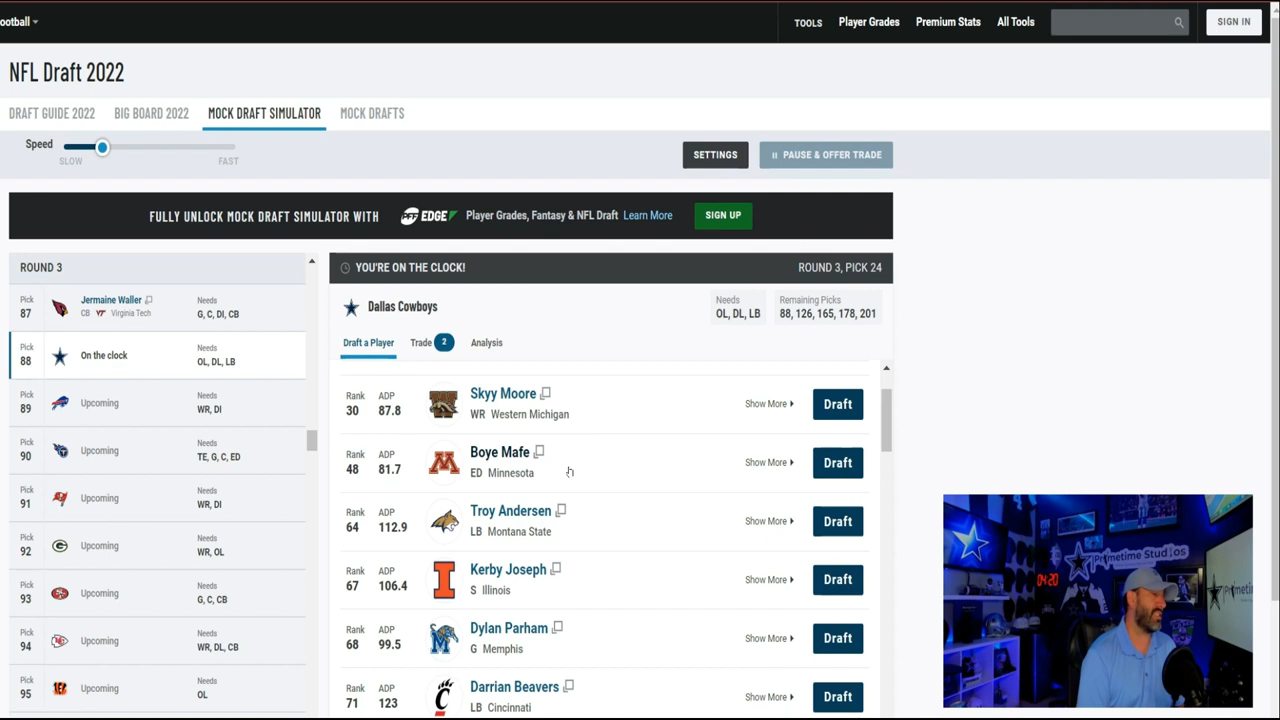 ootball
TOOLS
Player Grades
Premium Stats
All Tools
SIGN IN
NFL Draft 2022
DRAFT GUIDE 2022
BIG BOARD 2022
MOCK DRAFT SIMULATOR
MOCK DRAFTS
Speed
SLOW
FAST
SETTINGS
PAUSE & OFFER TRADE
FULLY UNLOCK MOCK DRAFT SIMULATOR WITH
PFF EDGE
Player Grades, Fantasy & NFL Draft Learn More
SIGN UP
ROUND 3
Pick
87
Jermaine Waller
CB VT Virginia Tech
Needs
G, C, DI, CB
Pick
88
On the clock
Needs
OL, DL, LB
Pick
89
Upcoming
Needs
WR, DI
Pick
90
Upcoming
Needs
TE, G, C, ED
Pick
91
Upcoming
Needs
WR, DI
Pick
92
Upcoming
Needs
WR, OL
Pick
93
Upcoming
Needs
G, C, CB
Pick
94
Upcoming
Needs
WR, DL, CB
Pick
95
Upcoming
Needs
OL
YOU'RE ON THE CLOCK!
ROUND 3, PICK 24
Dallas Cowboys
Needs
OL, DL, LB
Remaining Picks
88, 126, 165, 178, 201
Draft a Player
Trade 2
Analysis
Rank
30
ADP
87.8
Skyy Moore
WR Western Michigan
Show More
Draft
Rank
48
ADP
81.7
Boye Mafe
ED Minnesota
Show More
Draft
Rank
64
ADP
112.9
Troy Andersen
LB Montana State
Show More
Draft
Rank
67
ADP
106.4
Kerby Joseph
S Illinois
Show More
Draft
Rank
68
ADP
99.5
Dylan Parham
G Memphis
Show More
Draft
Rank
71
ADP
123
Darrian Beavers
LB Cincinnati
Show More
Draft
Primetime Studios
04:20